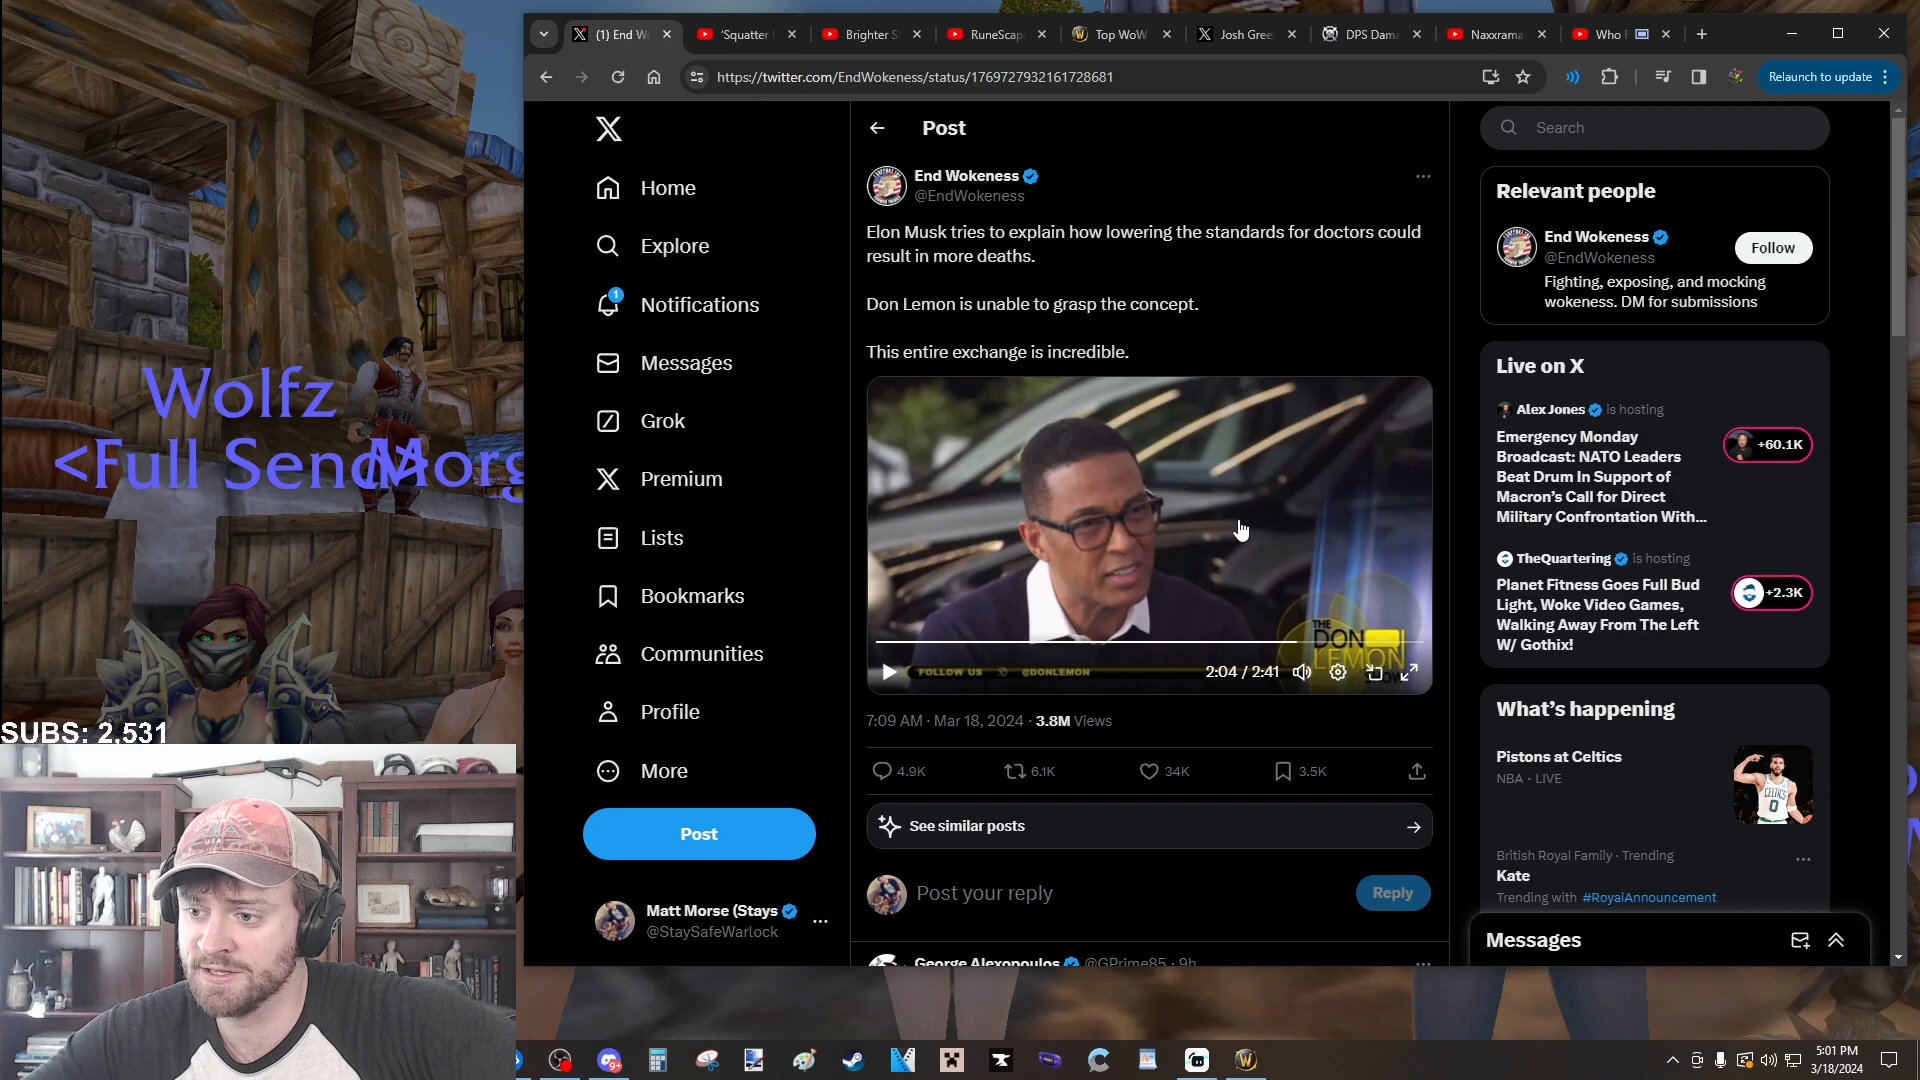 (1) End Wo
'Squatter
Brighter S
RuneScap
Top WoW
Josh Gree
DPS Dam
Naxxrama
Who
https://twitter.com/EndWokeness/status/1769727932161728681
Relaunch to update
Home
Explore
1
Notifications
Messages
Grok
Premium
Lists
Bookmarks
Communities
Profile
More
Post
Matt Morse (Stays
@StaySafeWarlock
Post
End Wokeness
@EndWokeness
Elon Musk tries to explain how lowering the standards for doctors could
result in more deaths.
Don Lemon is unable to grasp the concept.
This entire exchange is incredible.
THE
DON
LEMON
FOLLOW US
@DONLEMON
2:04 / 2:41
7:09 AM · Mar 18, 2024 · 3.8M Views
4.9K
6.1K
34K
3.5K
See similar posts
Post your reply
Reply
George Alexopoulos @GPrime85 · 9h
Search
Relevant people
End Wokeness
@EndWokeness
Follow
Fighting, exposing, and mocking
wokeness. DM for submissions
Live on X
Alex Jones is hosting
Emergency Monday
Broadcast: NATO Leaders
Beat Drum In Support of
Macron's Call for Direct
Military Confrontation With...
+60.1K
TheQuartering is hosting
Planet Fitness Goes Full Bud
Light, Woke Video Games,
Walking Away From The Left
W/ Gothix!
+2.3K
What's happening
Pistons at Celtics
NBA · LIVE
British Royal Family · Trending
Kate
Trending with #RoyalAnnouncement
Messages
Wolfz
<Full Send
Morg
SUBS: 2,531
5:01 PM
3/18/2024